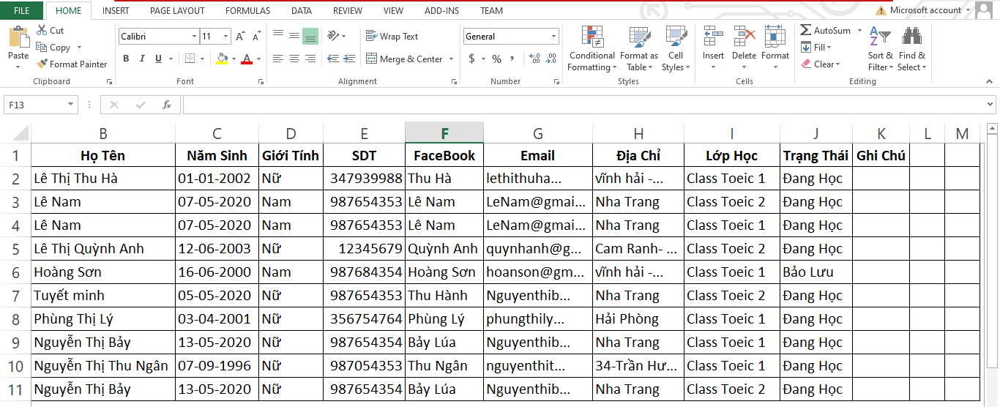 FILE HOME INSERT PAGE LAYOUT FORMULAS DATA REVIEW VIEW ADD-INS TEAM Microsoft account
Paste Cut Copy Format Painter Clipboard
Calibri 11 B I U A A A Font
Wrap Text Merge & Center Alignment
General $ % , .0 .00 .00 .0 Number
Conditional Formatting Format as Table Cell Styles Styles
Insert Delete Format Cells
AutoSum Fill Clear Sort & Filter Find & Select Editing
F13 fx
B C D E F G H I J K L M
1 Họ Tên Năm Sinh Giới Tính SDT FaceBook Email Địa Chỉ Lớp Học Trạng Thái Ghi Chú
2 Lê Thị Thu Hà 01-01-2002 Nữ 347939988 Thu Hà lethithuha... vĩnh hải -... Class Toeic 1 Đang Học
3 Lê Nam 07-05-2020 Nam 987654353 Lê Nam LeNam@gmai... Nha Trang Class Toeic 2 Đang Học
4 Lê Nam 07-05-2020 Nam 987654353 Lê Nam LeNam@gmai... Nha Trang Class Toeic 1 Đang Học
5 Lê Thị Quỳnh Anh 12-06-2003 Nữ 12345679 Quỳnh Anh quynhanh@g... Cam Ranh- ... Class Toeic 2 Đang Học
6 Hoàng Sơn 16-06-2000 Nam 987684354 Hoàng Sơn hoanson@gm... vĩnh hải -... Class Toeic 1 Bảo Lưu
7 Tuyết minh 05-05-2020 Nữ 987654353 Thu Hành Nguyenthib... Nha Trang Class Toeic 2 Đang Học
8 Phùng Thị Lý 03-04-2001 Nữ 356754764 Phùng Lý phungthily... Hải Phòng Class Toeic 1 Đang Học
9 Nguyễn Thị Bảy 13-05-2020 Nữ 987654354 Bảy Lúa Nguyenthib... Nha Trang Class Toeic 1 Đang Học
10 Nguyễn Thị Thu Ngân 07-09-1996 Nữ 987054353 Thu Ngân nguyenthit... 34-Trần Hư... Class Toeic 1 Đang Học
11 Nguyễn Thị Bảy 13-05-2020 Nữ 987654354 Bảy Lúa Nguyenthib... Nha Trang Class Toeic 2 Đang Học